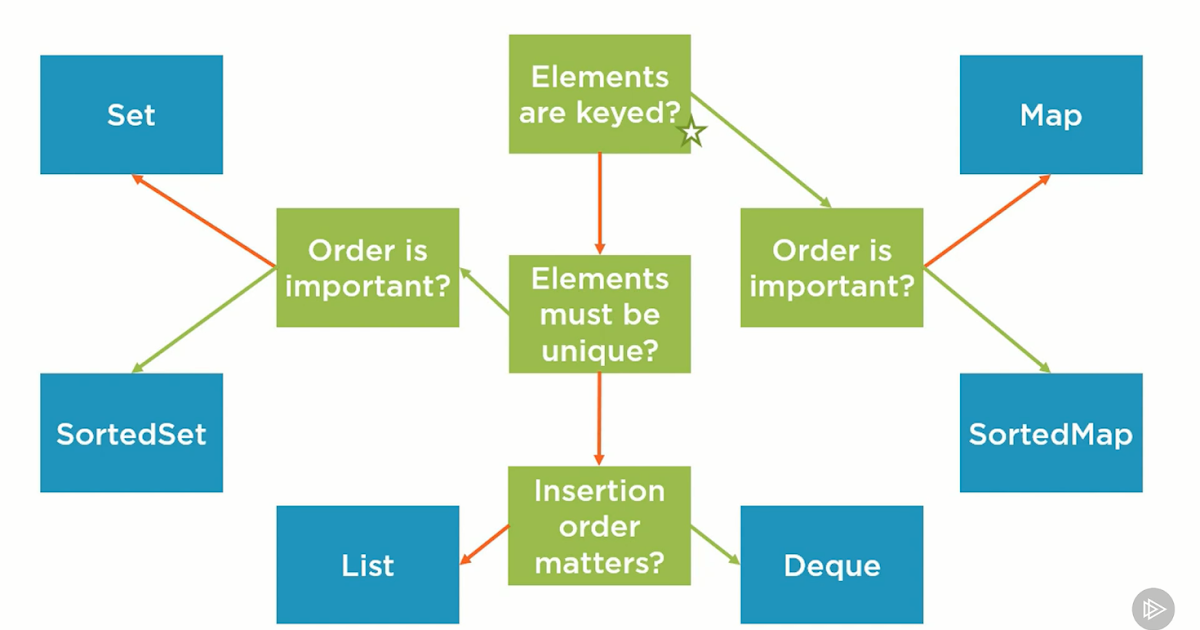 Elements
are keyed?
Set
Map
Order is
important?
Order is
important?
Elements
must be
unique?
SortedSet
SortedMap
Insertion
order
matters?
List
Deque